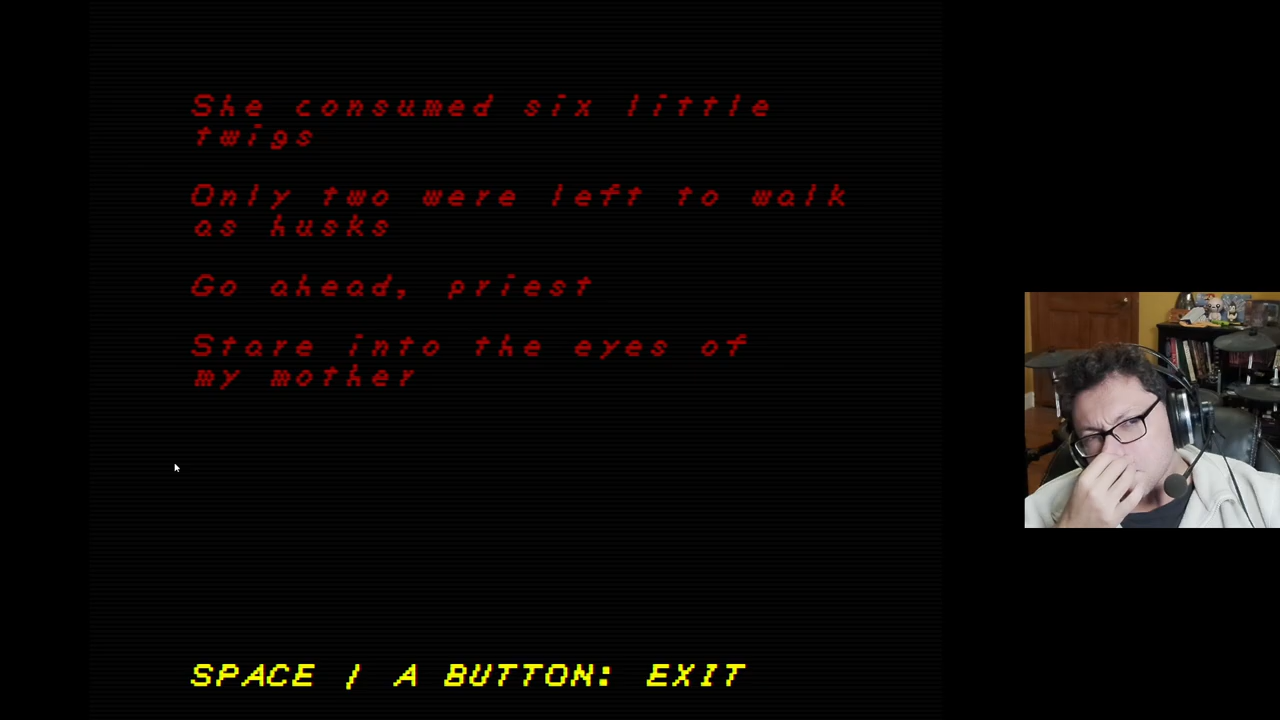 She consumed six little
twigs
Only two were left to walk
as husks
Go ahead, priest
Stare into the eyes of
my mother
SPACE | A BUTTON: EXIT